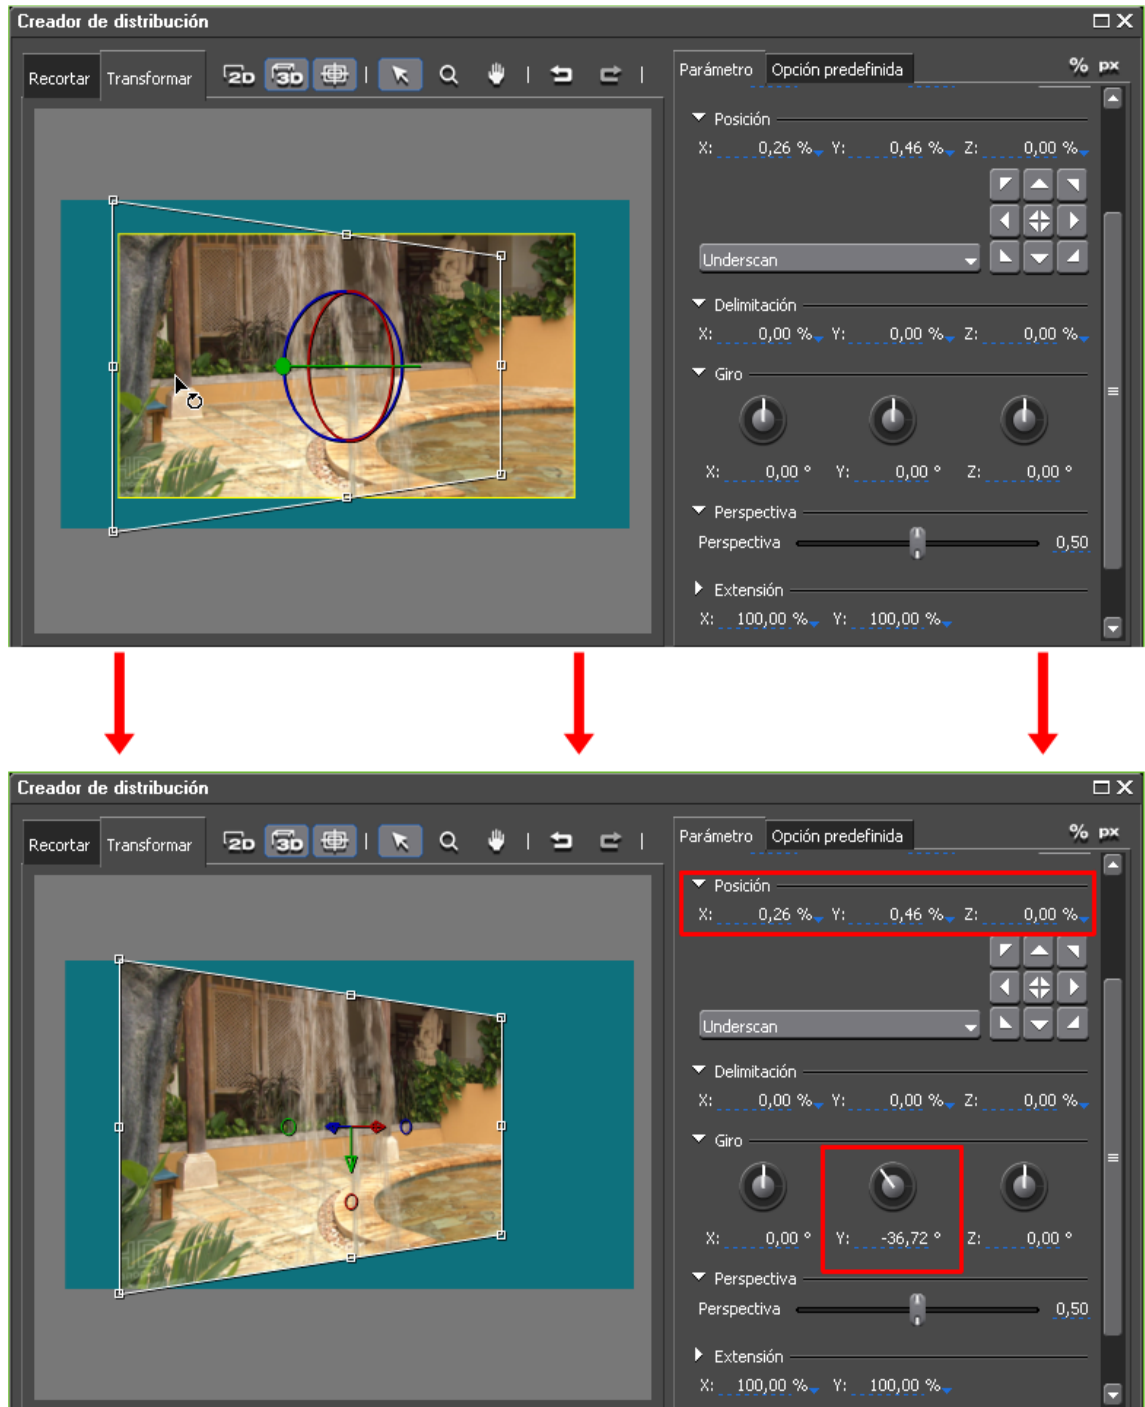 Creador de distribución
Recortar Transformar 2D 3D Parámetro Opción predefinida % px
Posición
X: 0,26 % Y: 0,46 % Z: 0,00 %
Underscan
Delimitación
X: 0,00 % Y: 0,00 % Z: 0,00 %
Giro
X: 0,00 ° Y: 0,00 ° Z: 0,00 °
Perspectiva
Perspectiva 0,50
Extensión
X: 100,00 % Y: 100,00 %
Creador de distribución
Recortar Transformar 2D 3D Parámetro Opción predefinida % px
Posición
X: 0,26 % Y: 0,46 % Z: 0,00 %
Underscan
Delimitación
X: 0,00 % Y: 0,00 % Z: 0,00 %
Giro
X: 0,00 ° Y: -36,72 ° Z: 0,00 °
Perspectiva
Perspectiva 0,50
Extensión
X: 100,00 % Y: 100,00 %